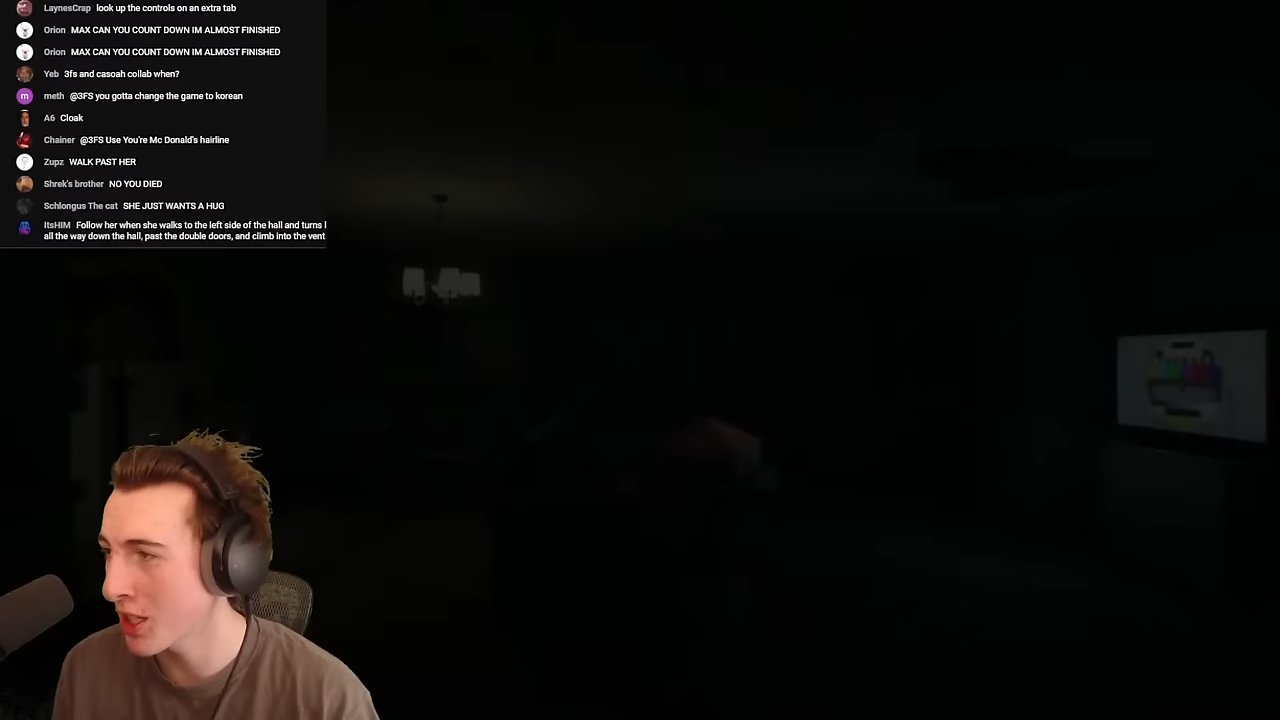 LaynesCrap look up the controls on an extra tab
Orion MAX CAN YOU COUNT DOWN IM ALMOST FINISHED
Orion MAX CAN YOU COUNT DOWN IM ALMOST FINISHED
Yeb 3fs and casoah collab when?
m meth @3FS you gotta change the game to korean
A6 Cloak
Chainer @3FS Use You're Mc Donald's hairline
Zupz WALK PAST HER
Shrek's brother NO YOU DIED
Schlongus The cat SHE JUST WANTS A HUG
ItsHIM Follow her when she walks to the left side of the hall and turns
all the way down the hall, past the double doors, and climb into the vent